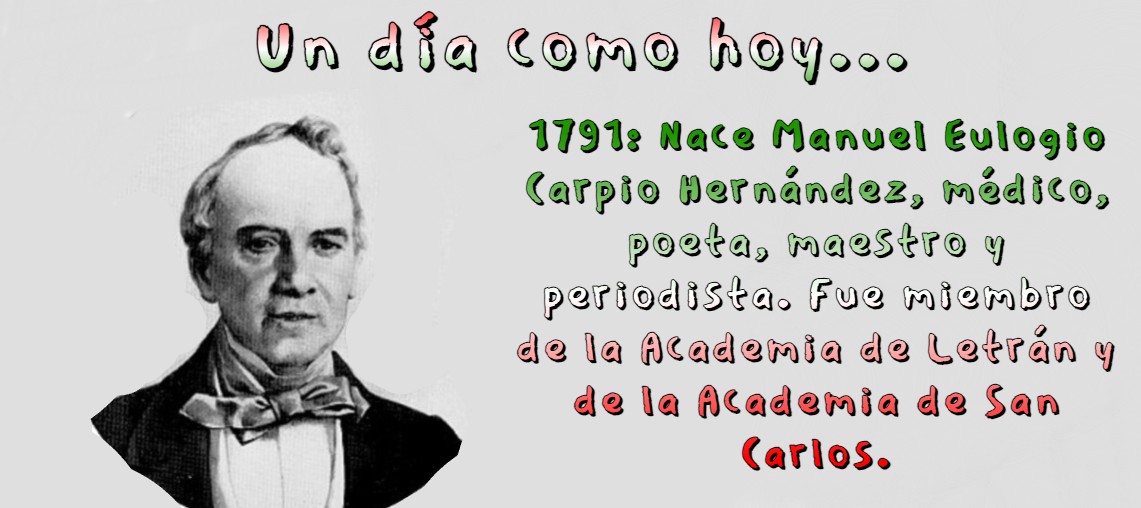 Un día como hoy...
1791: Nace Manuel Eulogio
Carpio Hernández, médico,
poeta, maestro y
periodista. Fue miembro
de la Academia de Letrán y
de la Academia de San
Carlos.